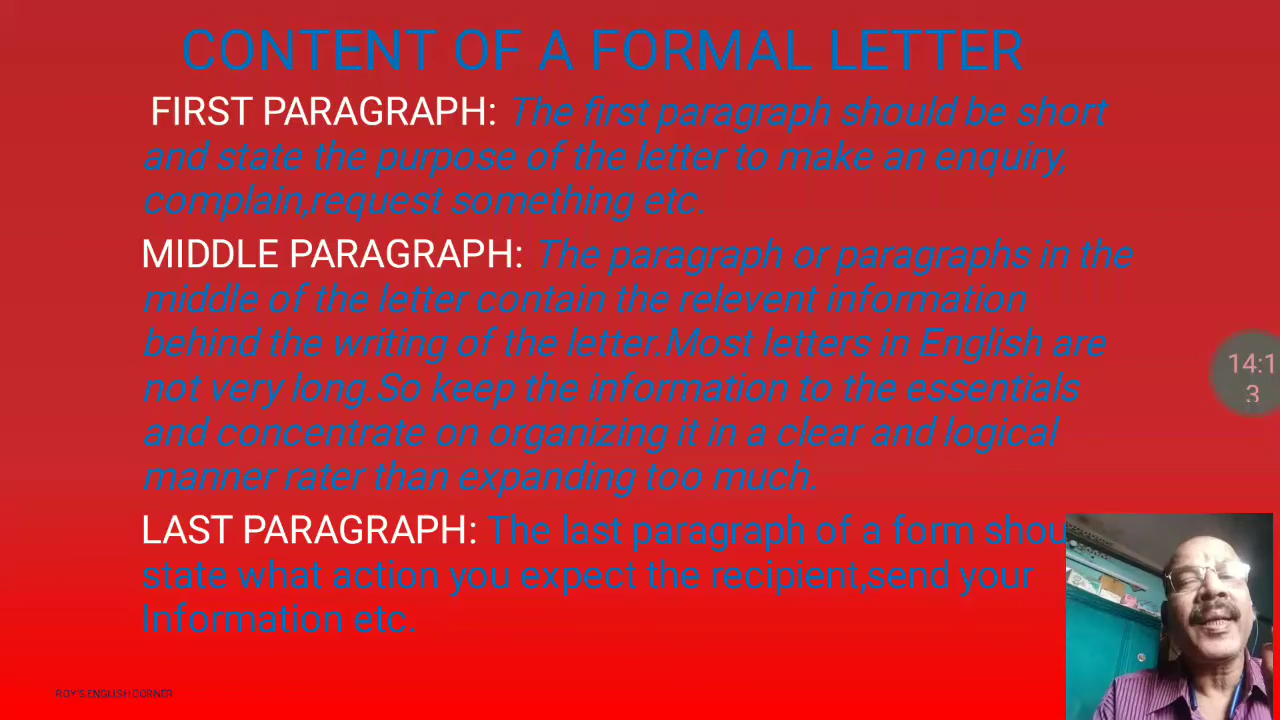 CONTENT OF A FORMAL LETTER
FIRST PARAGRAPH: The first paragraph should be short
and state the purpose of the letter to make an enquiry,
complain,request something etc.
MIDDLE PARAGRAPH: The paragraph or paragraphs in the
middle of the letter contain the relevent information
behind the writing of the letter.Most letters in English are
not very long.So keep the information to the essentials
and concentrate on organizing it in a clear and logical
manner rater than expanding too much.
LAST PARAGRAPH: The last paragraph of a form shou
state what action you expect the recipient,send your
Information etc.
14:1
3
ROY'S ENGLISH CORNER